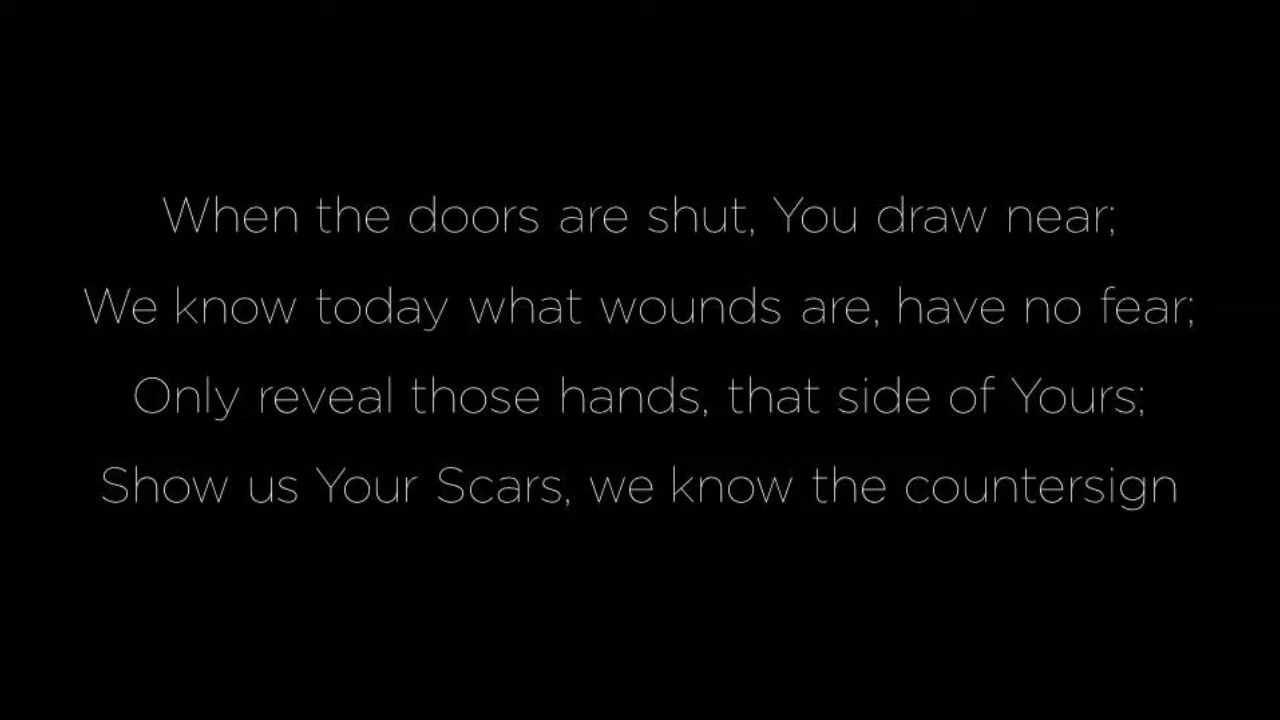 When the doors are shut, You draw near;
We know today what wounds are, have no fear;
Only reveal those hands, that side of Yours;
Show us Your Scars, we know the countersign